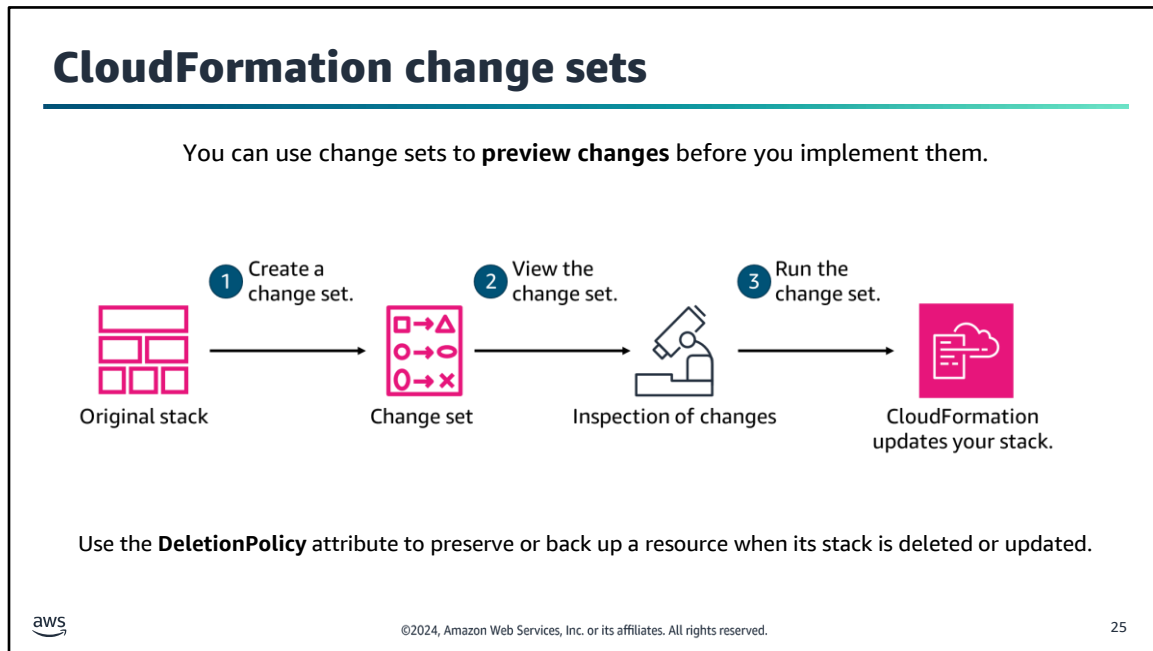 CloudFormation change sets
You can use change sets to preview changes before you implement them.
1 Create a
change set.
2 View the
change set.
3 Run the
change set.
Original stack
Change set
Inspection of changes
CloudFormation
updates your stack.
Use the DeletionPolicy attribute to preserve or back up a resource when its stack is deleted or updated.
aws
©2024, Amazon Web Services, Inc. or its affiliates. All rights reserved.
25